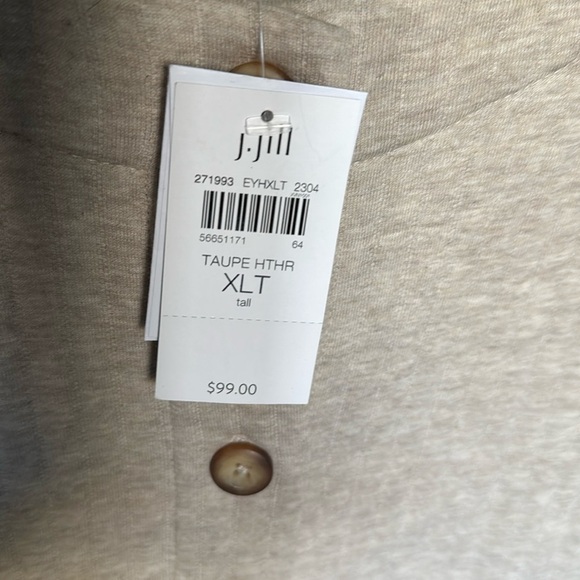 J.Jill
271993 EYHXLT 2304
56651171 64
TAUPE HTHR
XLT
tall
$99.00